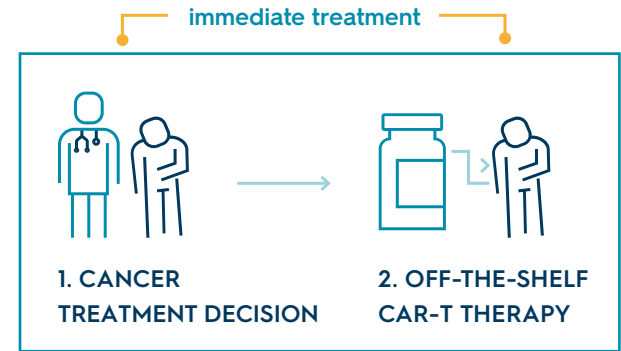 immediate treatment
1. CANCER
TREATMENT DECISION
2. OFF-THE-SHELF
CAR-T THERAPY